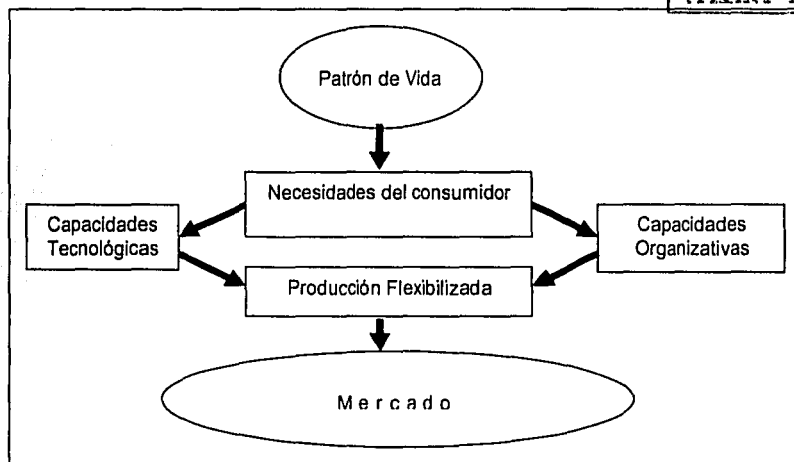 Patrón de Vida
Necesidades del consumidor
Capacidades
Tecnológicas
Capacidades
Organizativas
Producción Flexibilizada
Mercado